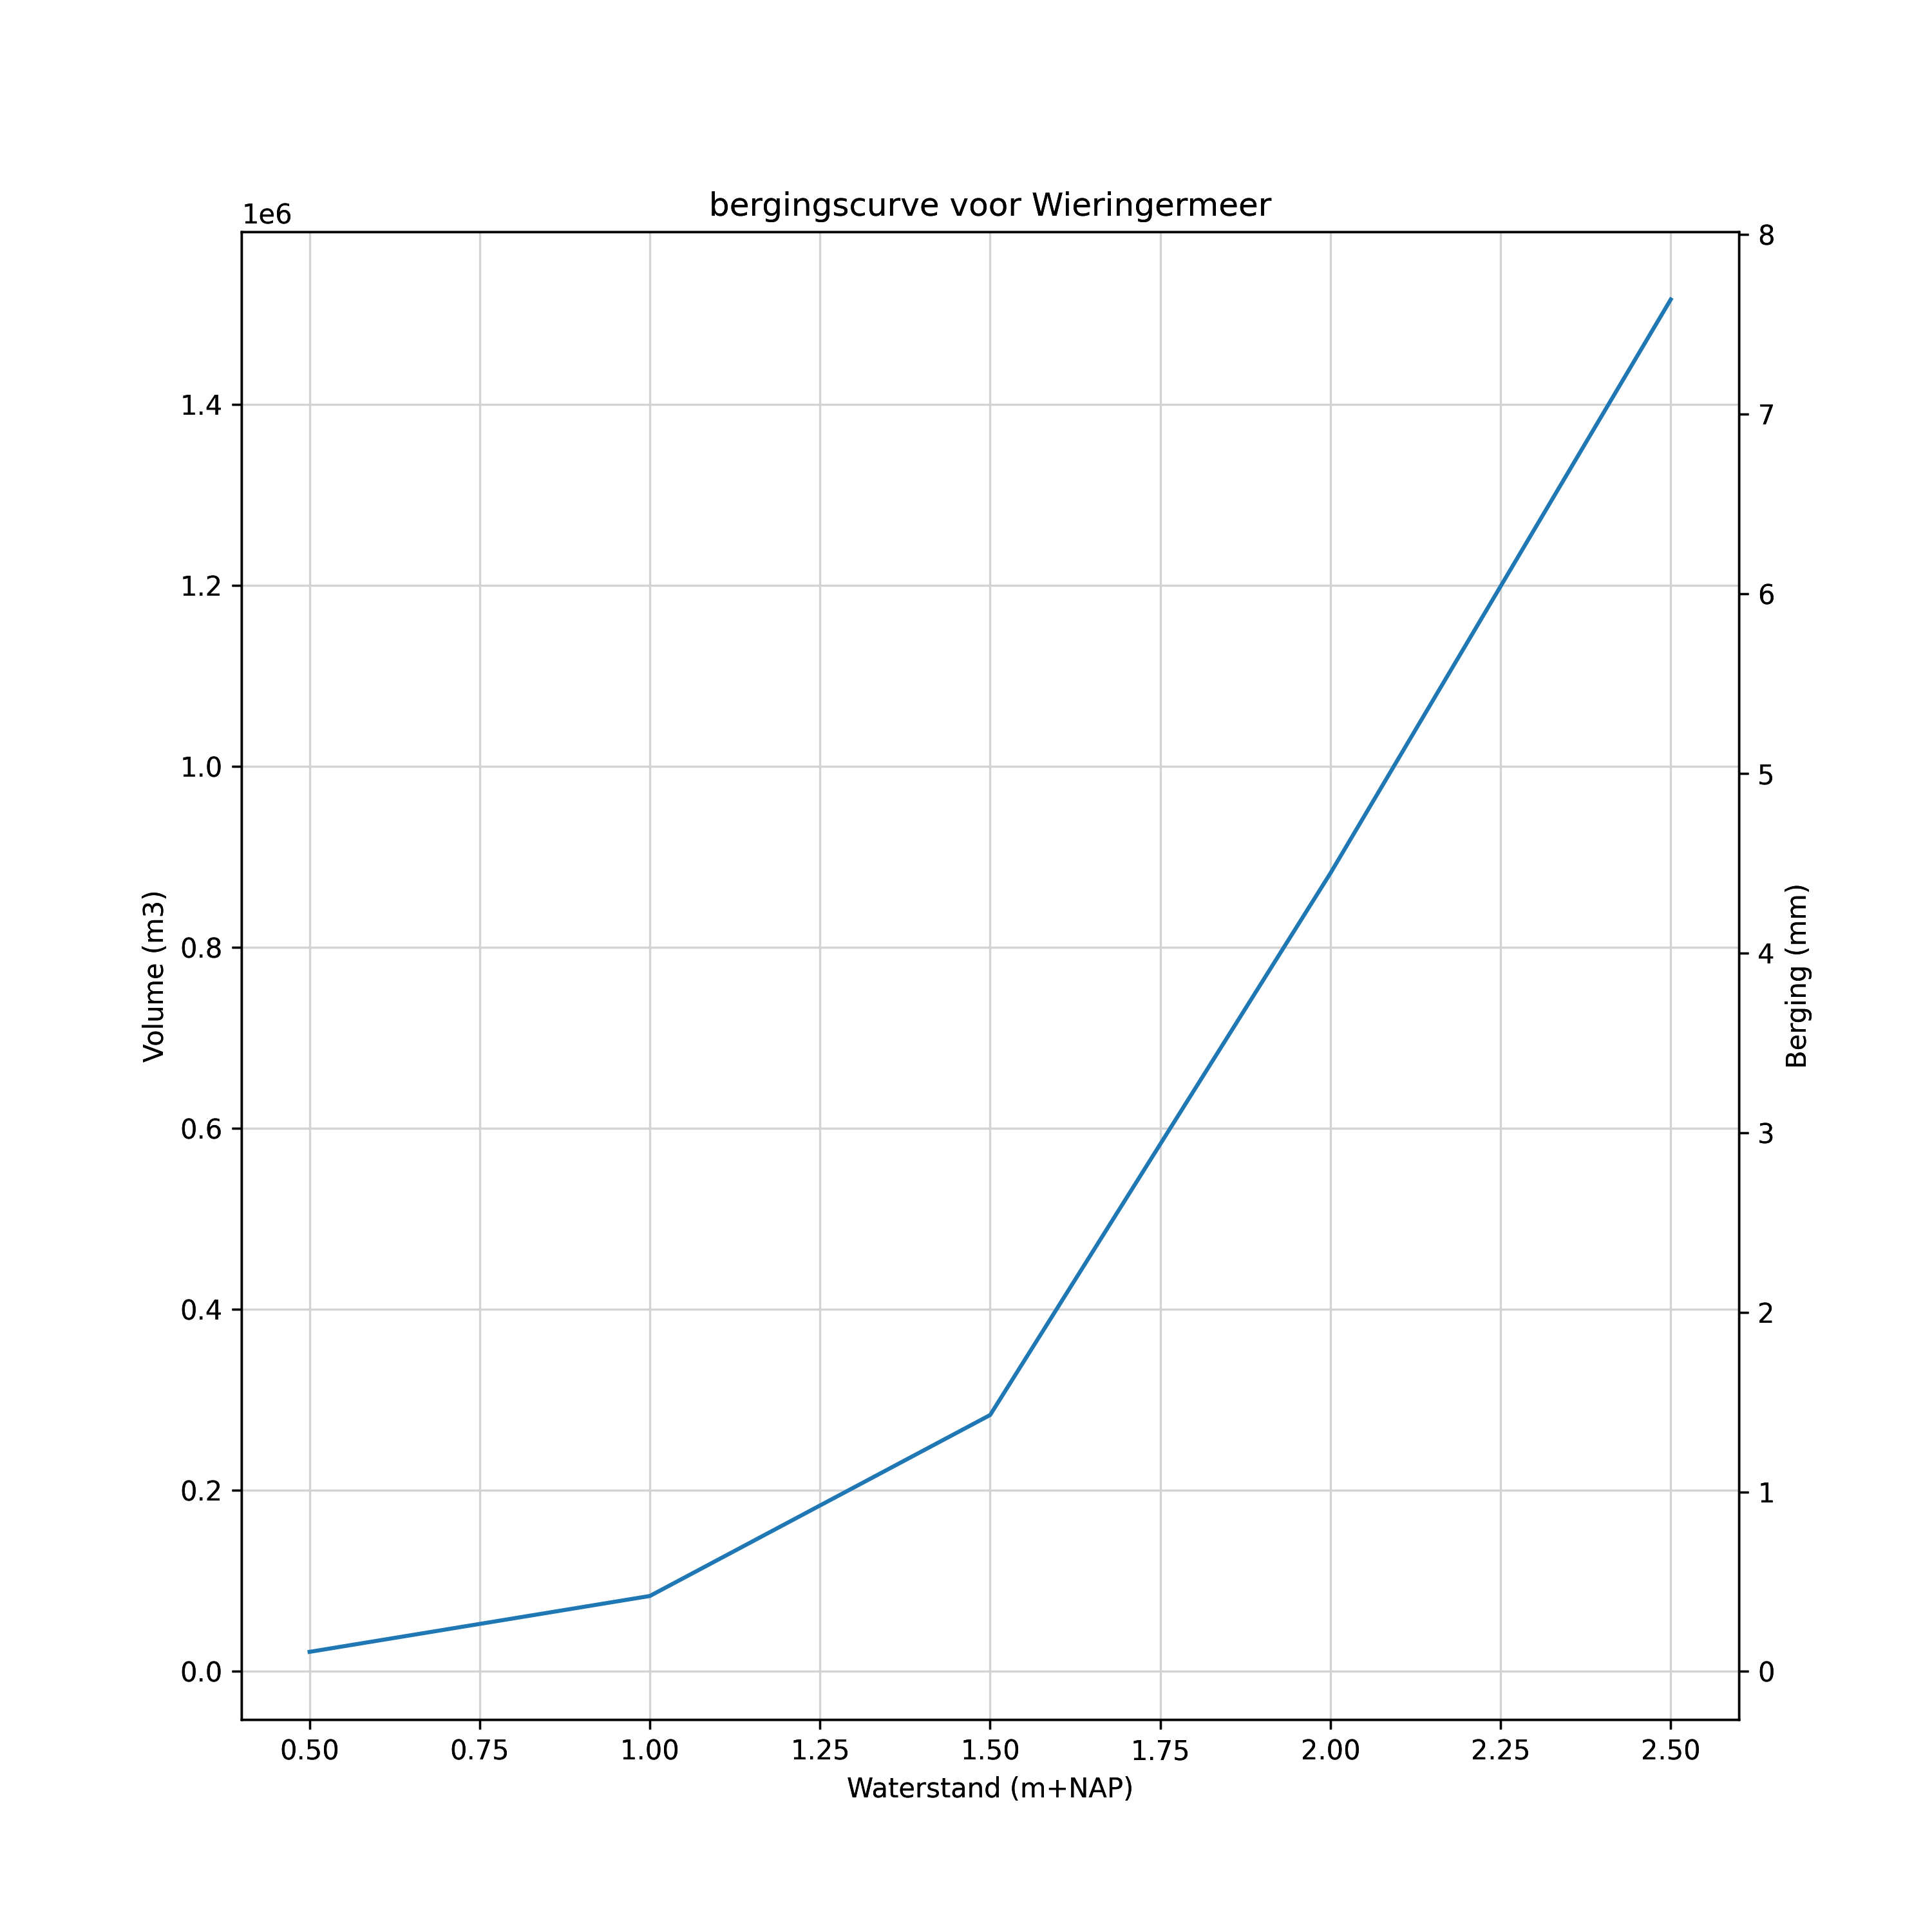 bergingscurve voor Wieringermeer
1e6
8
1.4
7
1.2
6
1.0
5
0.8
4
Volume (m3)
Berging (mm)
0.6
3
0.4
2
0.2
1
0.0
0
0.50 0.75 1.00 1.25 1.50 1.75 2.00 2.25 2.50
Waterstand (m+NAP)